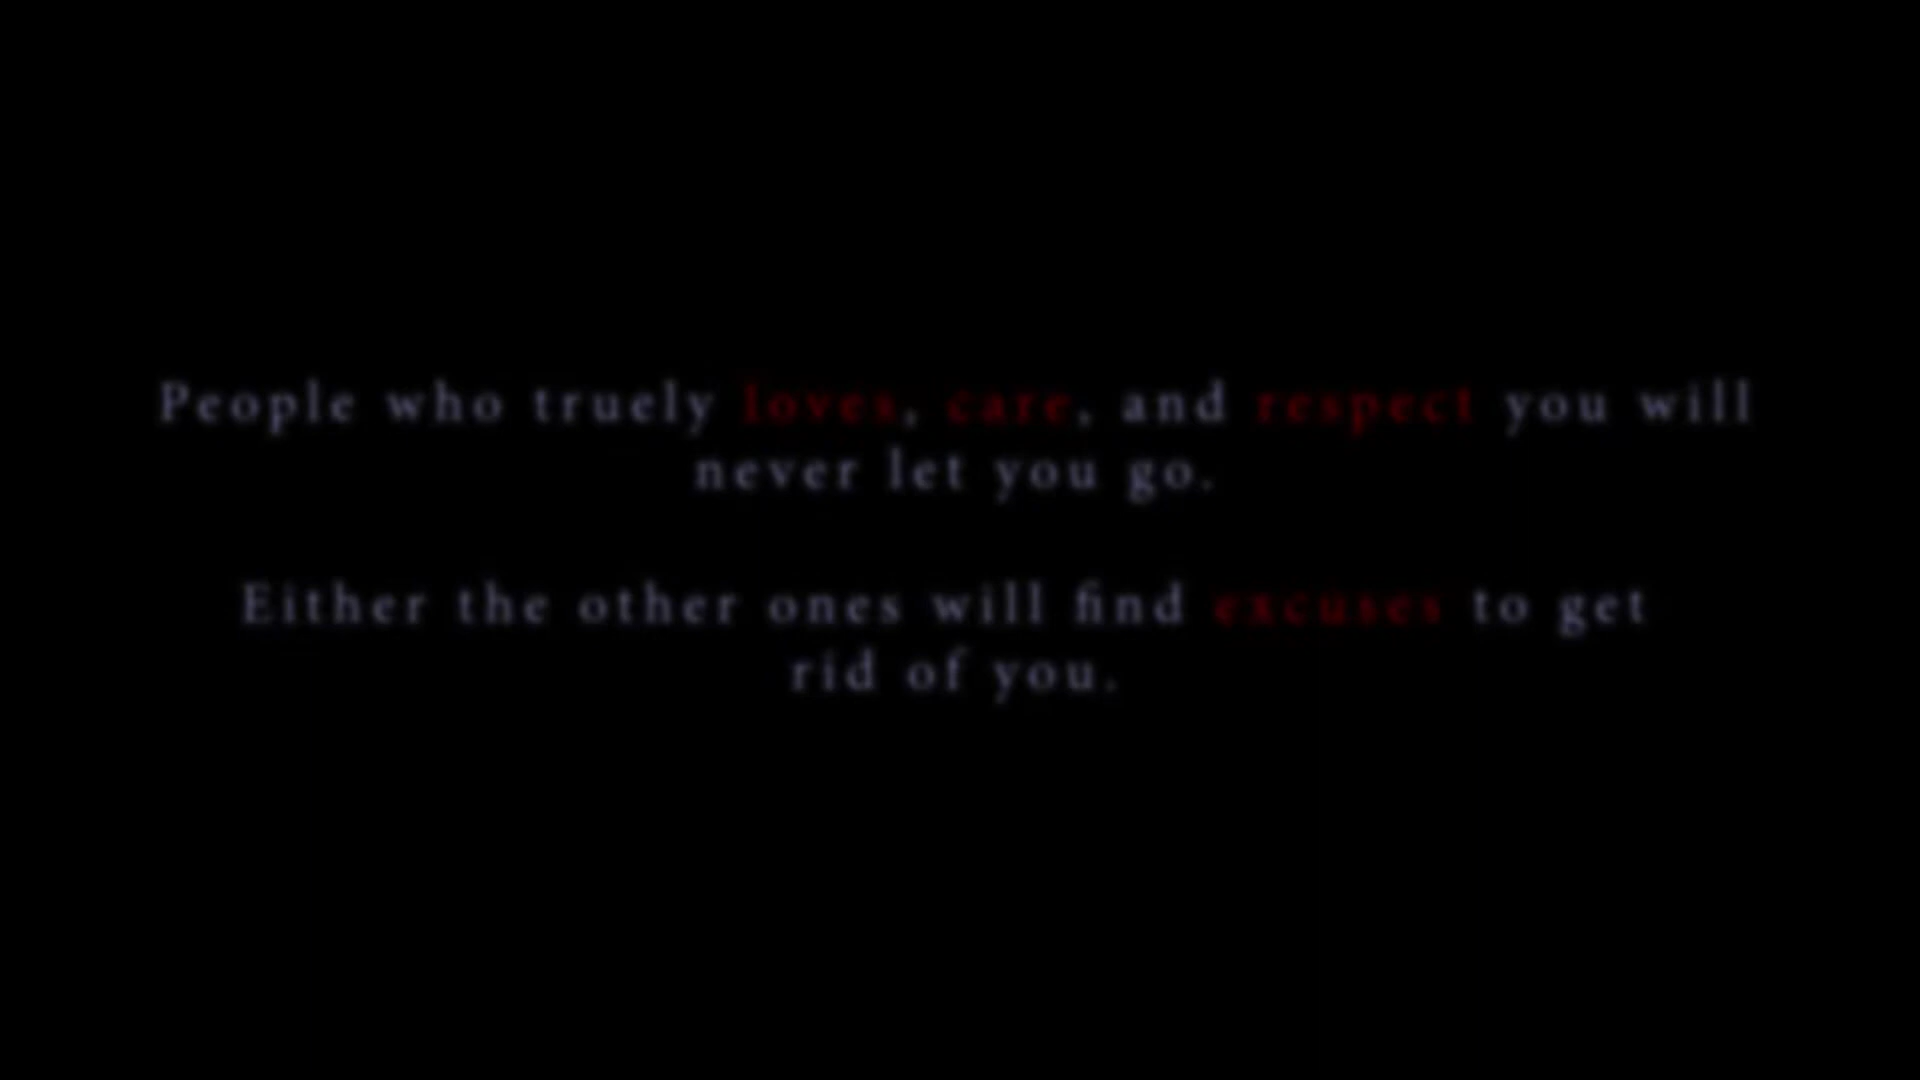 People who truely loves, care, and respect you will
never let you go.
Either the other ones will find excuses to get
rid of you.